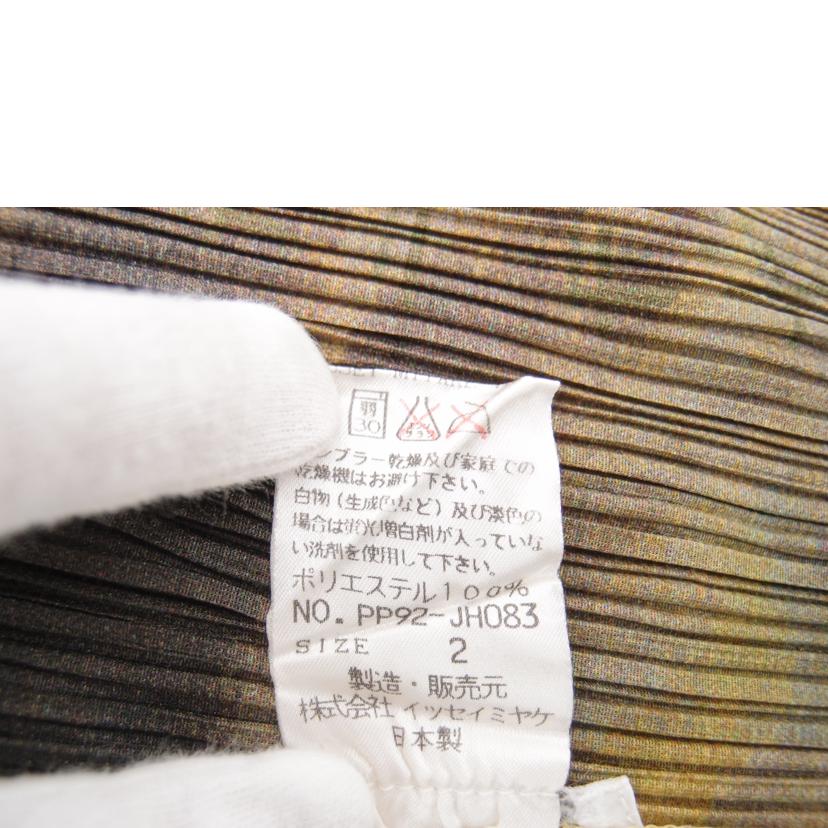 弱
30
ンブラー乾燥及び家庭での
乾燥機はお避け下さい。
白物(生成色など)及び淡色の
場合は蛍光増白剤が入っていな
い洗剤を使用して下さい。
ポリエステル100%
NO. PP92-JH083
SIZE 2
製造・販売元
株式会社 イッセイミヤケ
日本製